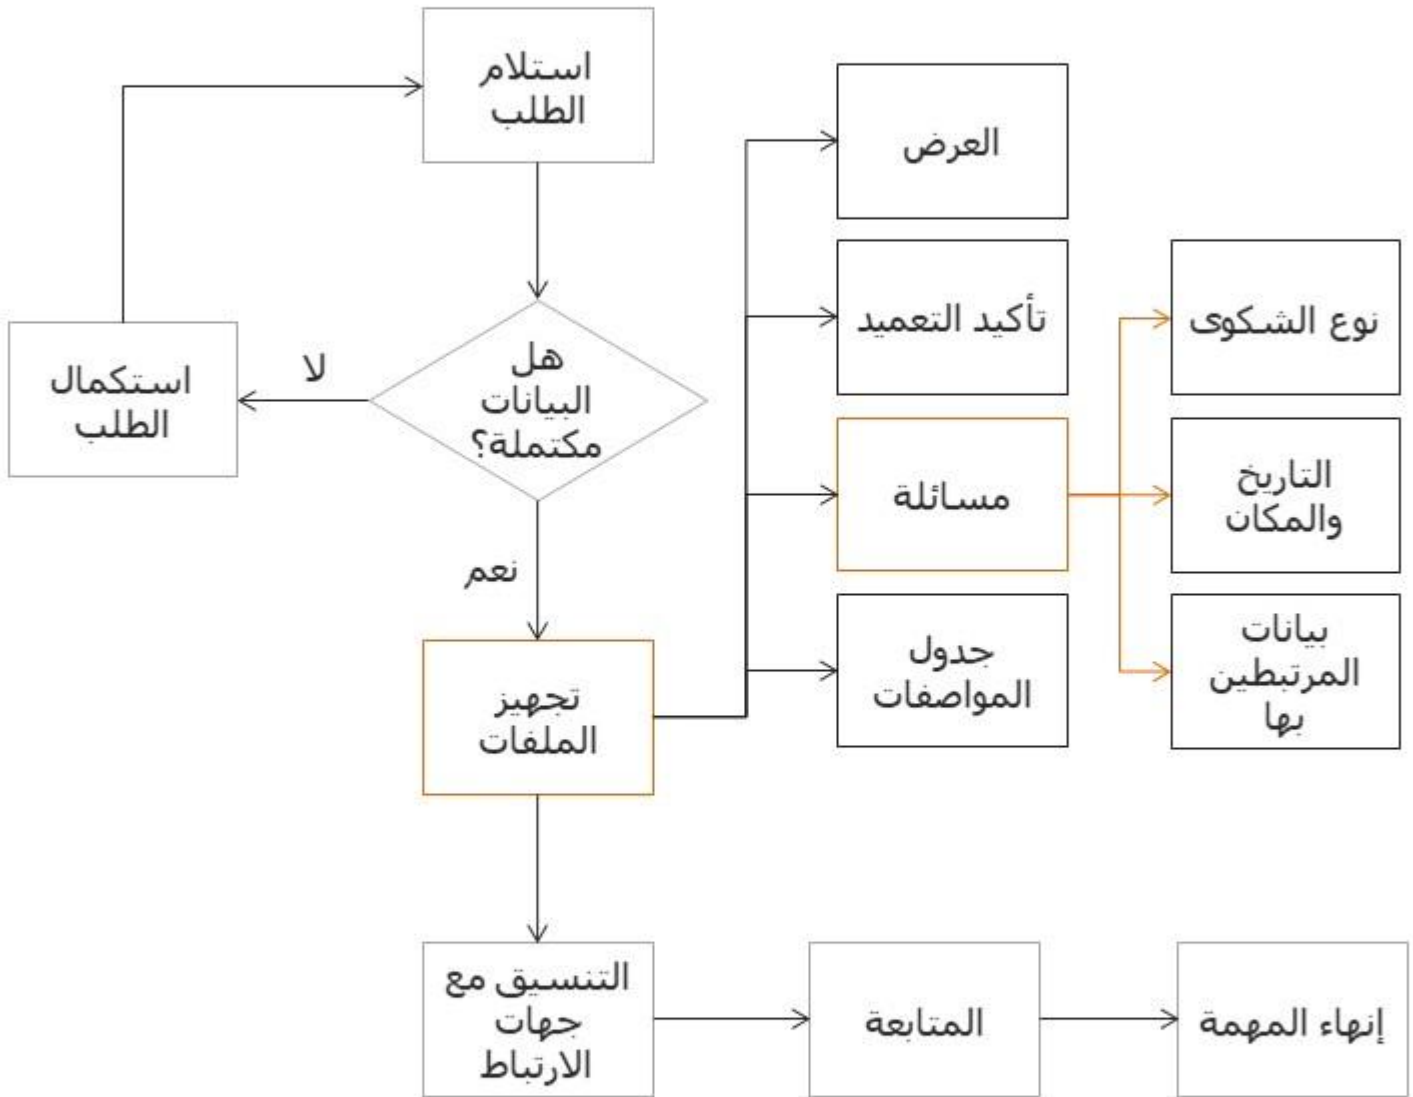 استلام
الطلب
هل
البيانات
مكتملة؟
لا
استكمال
الطلب
نعم
تجهيز
الملفات
العرض
تأكيد التعميد
مسائلة
جدول
المواصفات
نوع الشكوى
التاريخ
والمكان
بيانات
المرتبطين
بها
التنسيق مع
جهات
الارتباط
المتابعة
إنهاء المهمة